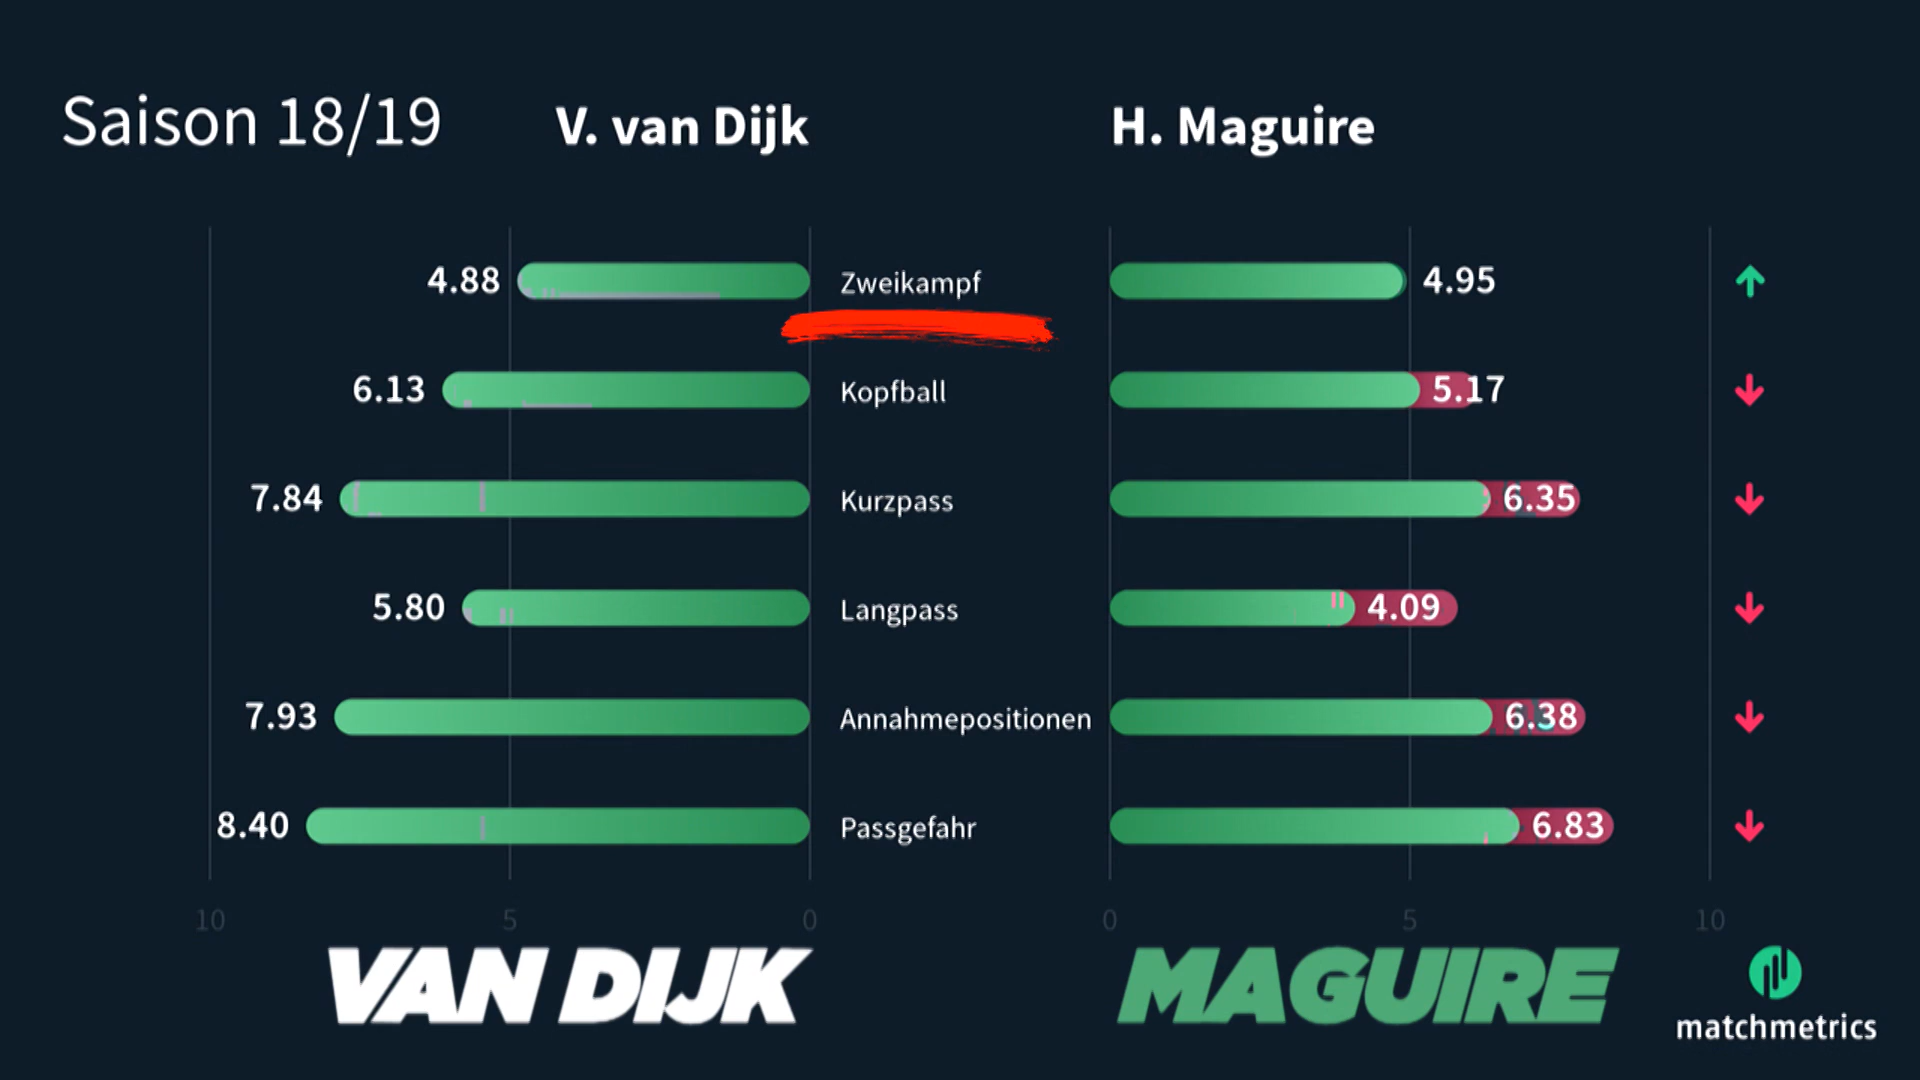 Saison 18/19 V. van Dijk H. Maguire
4.88 Zweikampf 4.95
6.13 Kopfball 5.17
7.84 Kurzpass 6.35
5.80 Langpass 4.09
7.93 Annahmepositionen 6.38
8.40 Passgefahr 6.83
10 5 0 0 5 10
VAN DIJK MAGUIRE
matchmetrics